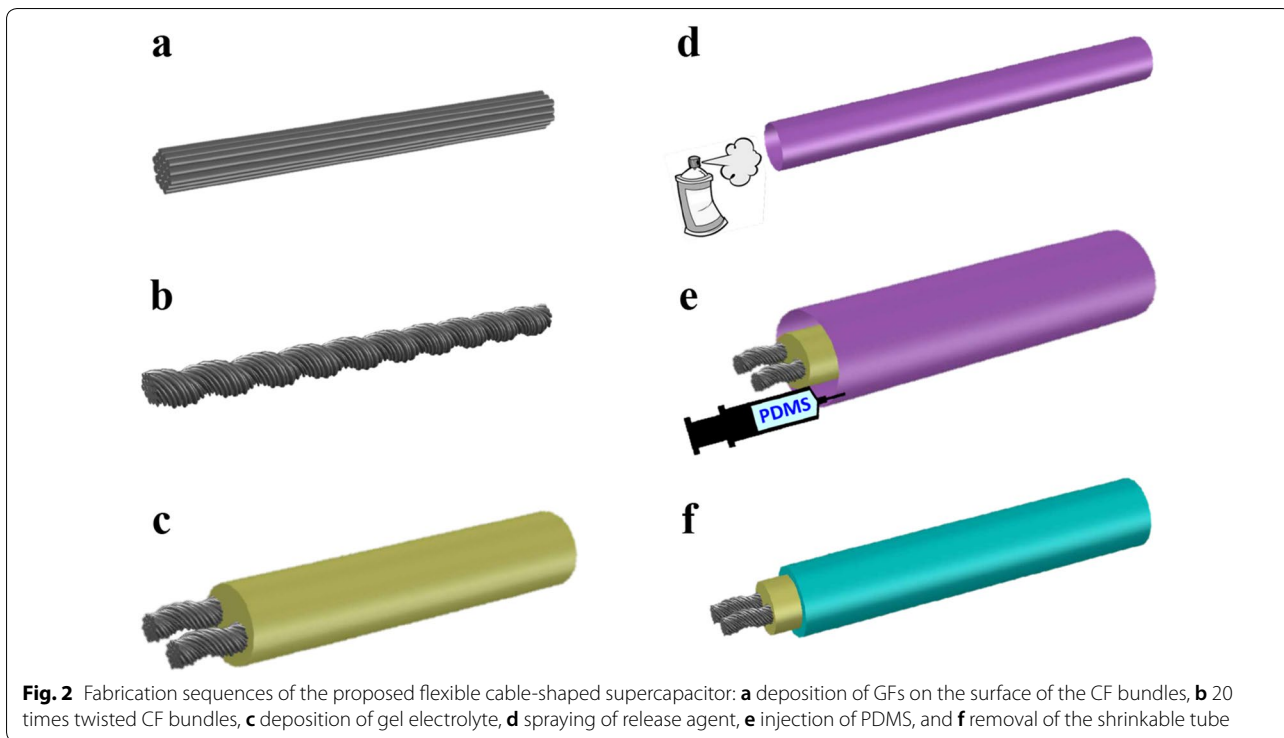 a
d
b
e
PDMS
c
f
Fig. 2 Fabrication sequences of the proposed flexible cable-shaped supercapacitor: a deposition of GFs on the surface of the CF bundles, b 20
times twisted CF bundles, c deposition of gel electrolyte, d spraying of release agent, e injection of PDMS, and f removal of the shrinkable tube